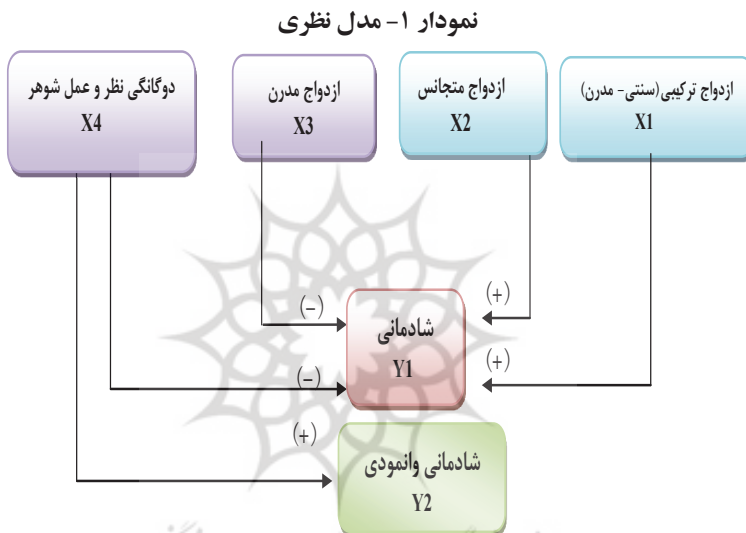 نمودار ۱- مدل نظری
ازدواج ترکیبی(سنتی- مدرن)
X1
ازدواج متجانس
X2
ازدواج مدرن
X3
دوگانگی نظر و عمل شوهر
X4
(+)
(-)
شادمانی
Y1
(+)
(-)
(+)
شادمانی وانمودی
Y2